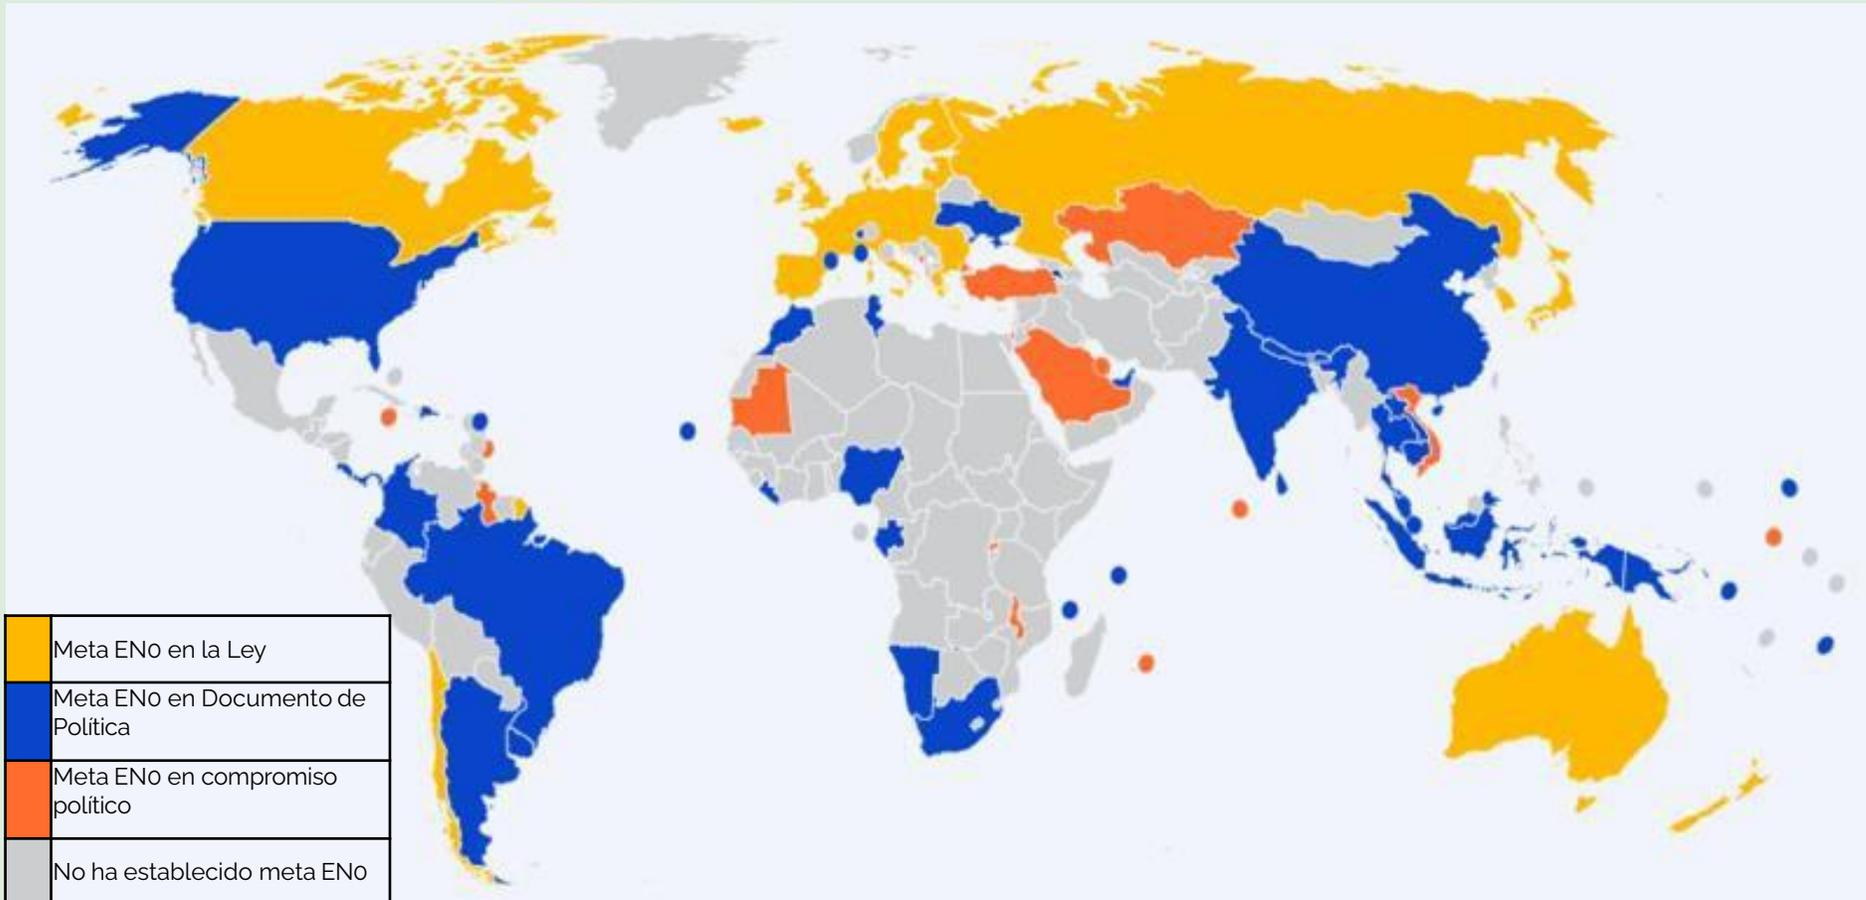 Meta EN0 en la Ley
Meta EN0 en Documento de
Política
Meta EN0 en compromiso
político
No ha establecido meta EN0